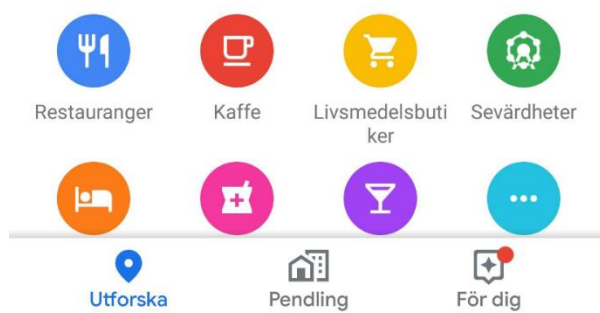 Restauranger
Kaffe
Livsmedelsbuti
ker
Sevärdheter
Utforska
Pendling
För dig